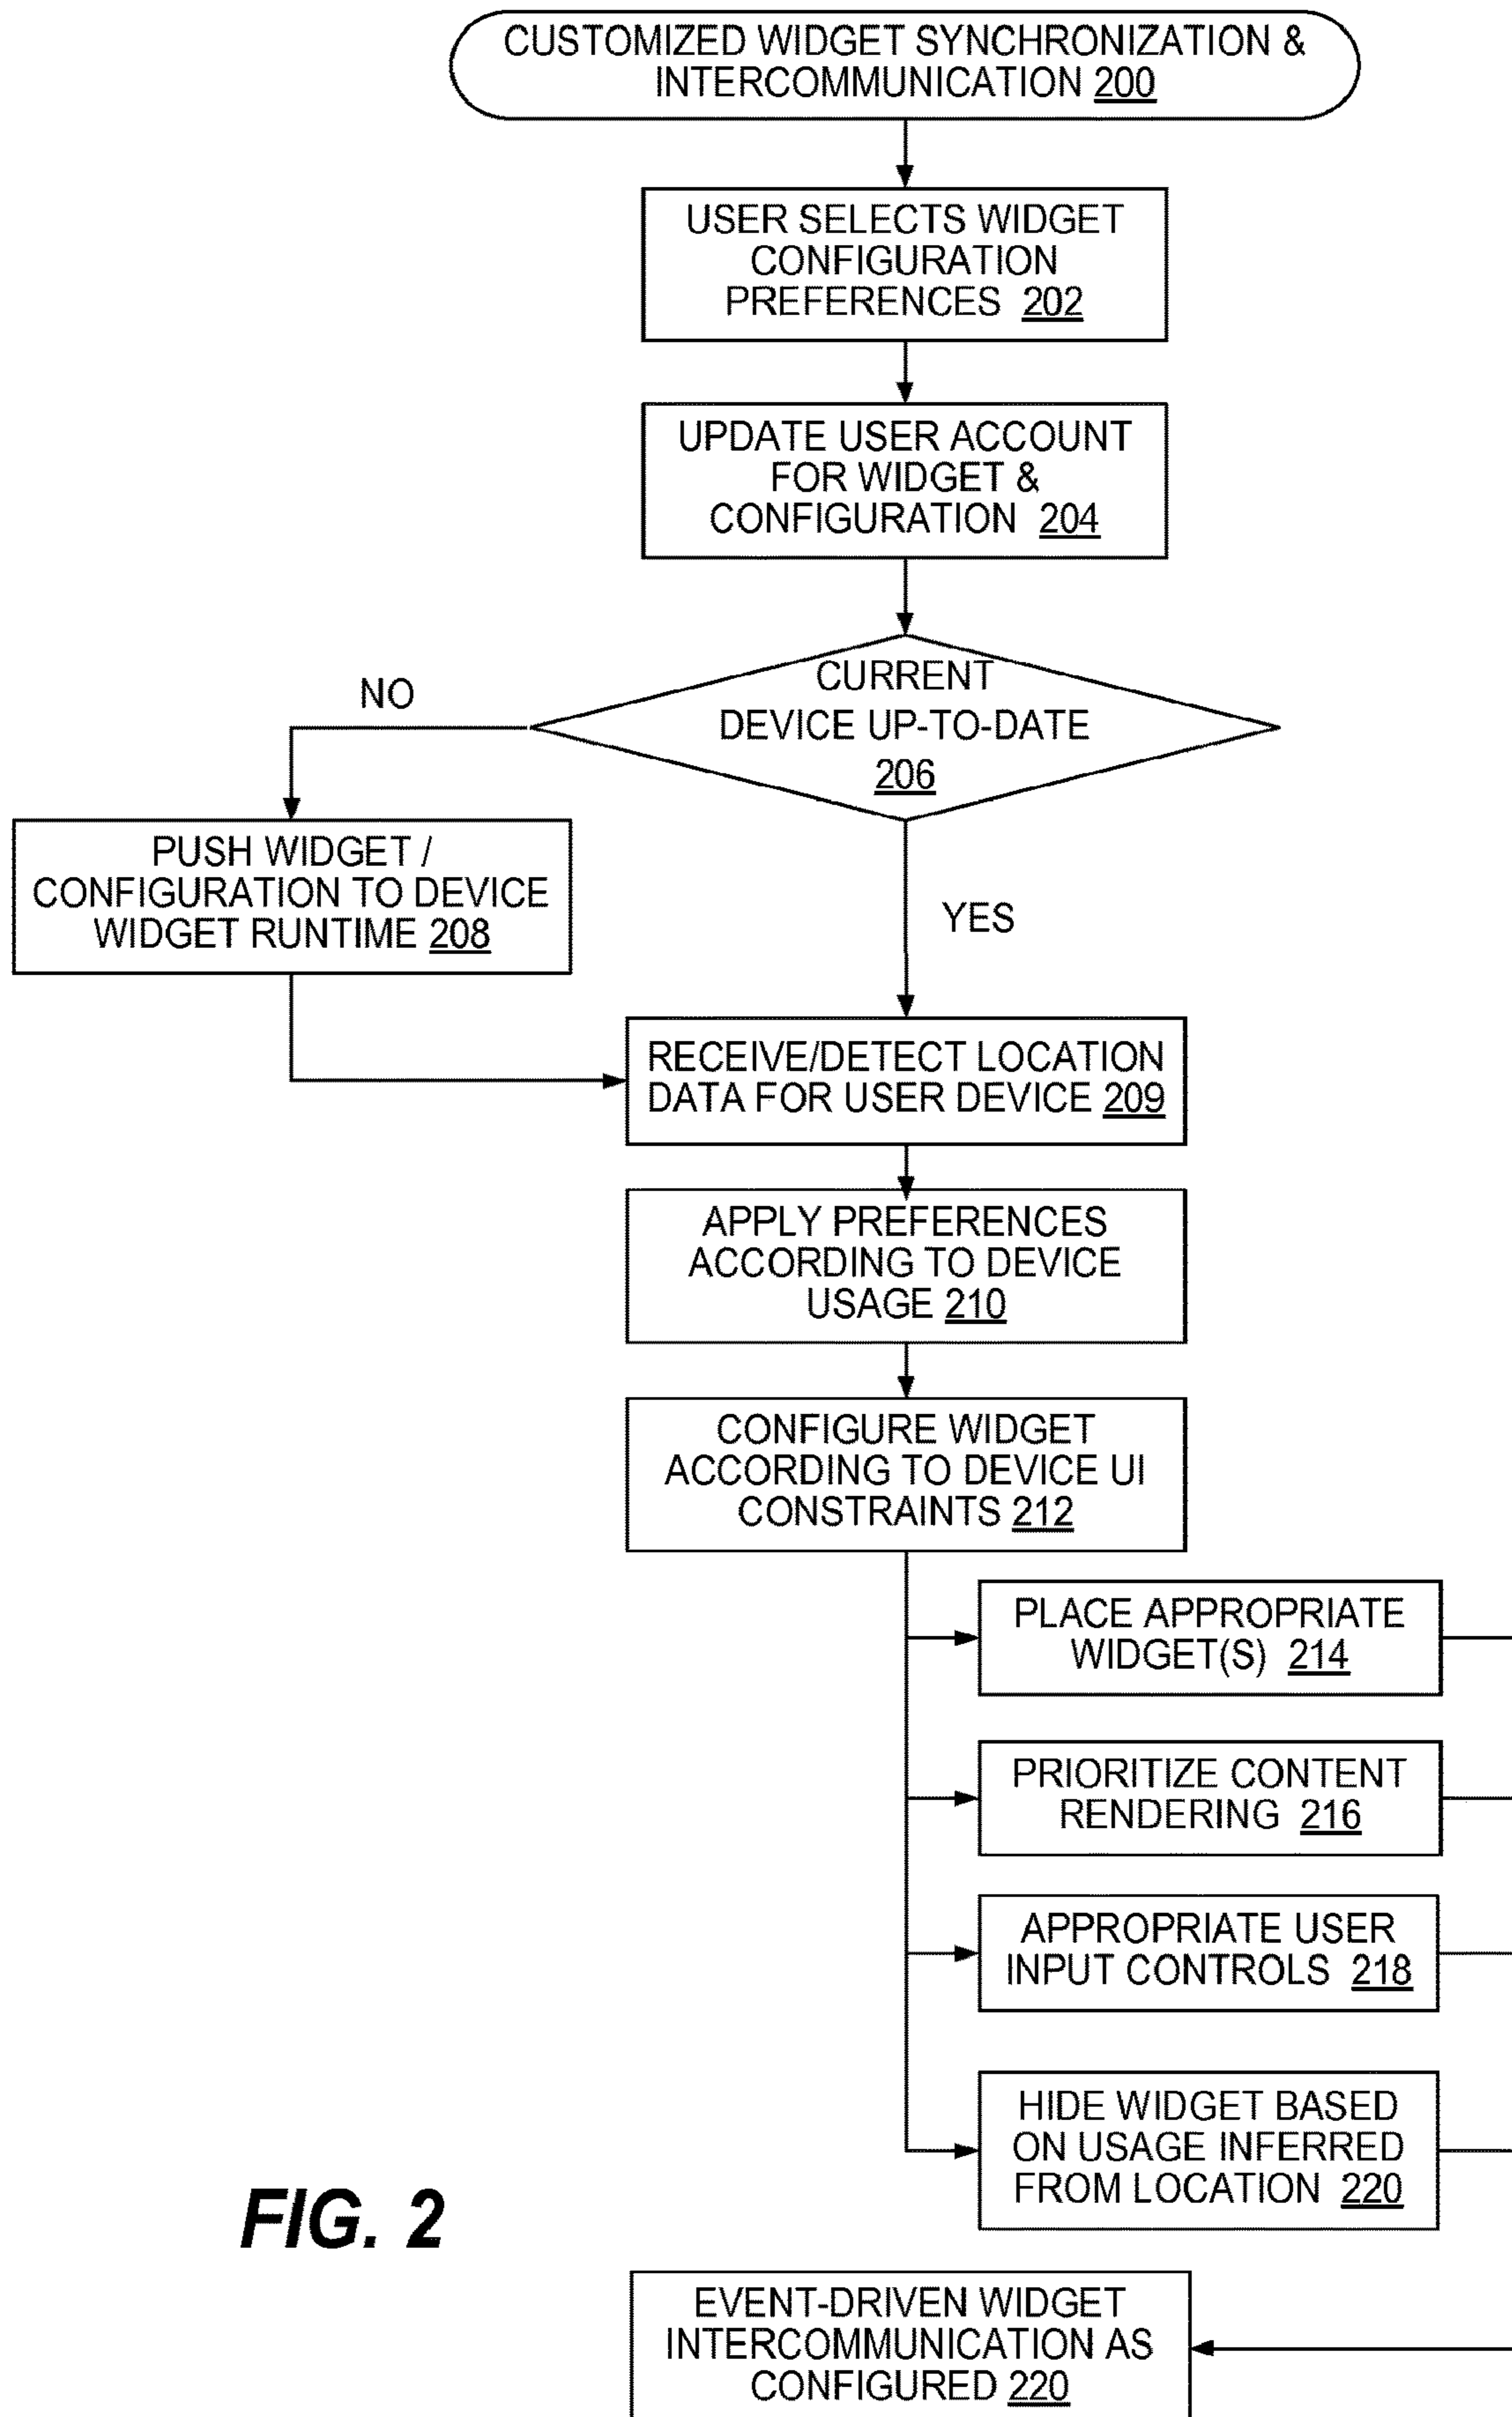 CUSTOMIZED WIDGET SYNCHRONIZATION &
INTERCOMMUNICATION 200
USER SELECTS WIDGET
CONFIGURATION
PREFERENCES 202
UPDATE USER ACCOUNT
FOR WIDGET &
CONFIGURATION 204
CURRENT
DEVICE UP-TO-DATE
206
NO
PUSH WIDGET /
CONFIGURATION TO DEVICE
WIDGET RUNTIME 208
YES
RECEIVE/DETECT LOCATION
DATA FOR USER DEVICE 209
APPLY PREFERENCES
ACCORDING TO DEVICE
USAGE 210
CONFIGURE WIDGET
ACCORDING TO DEVICE UI
CONSTRAINTS 212
PLACE APPROPRIATE
WIDGET(S) 214
PRIORITIZE CONTENT
RENDERING 216
APPROPRIATE USER
INPUT CONTROLS 218
HIDE WIDGET BASED
ON USAGE INFERRED
FROM LOCATION 220
FIG. 2
EVENT-DRIVEN WIDGET
INTERCOMMUNICATION AS
CONFIGURED 220